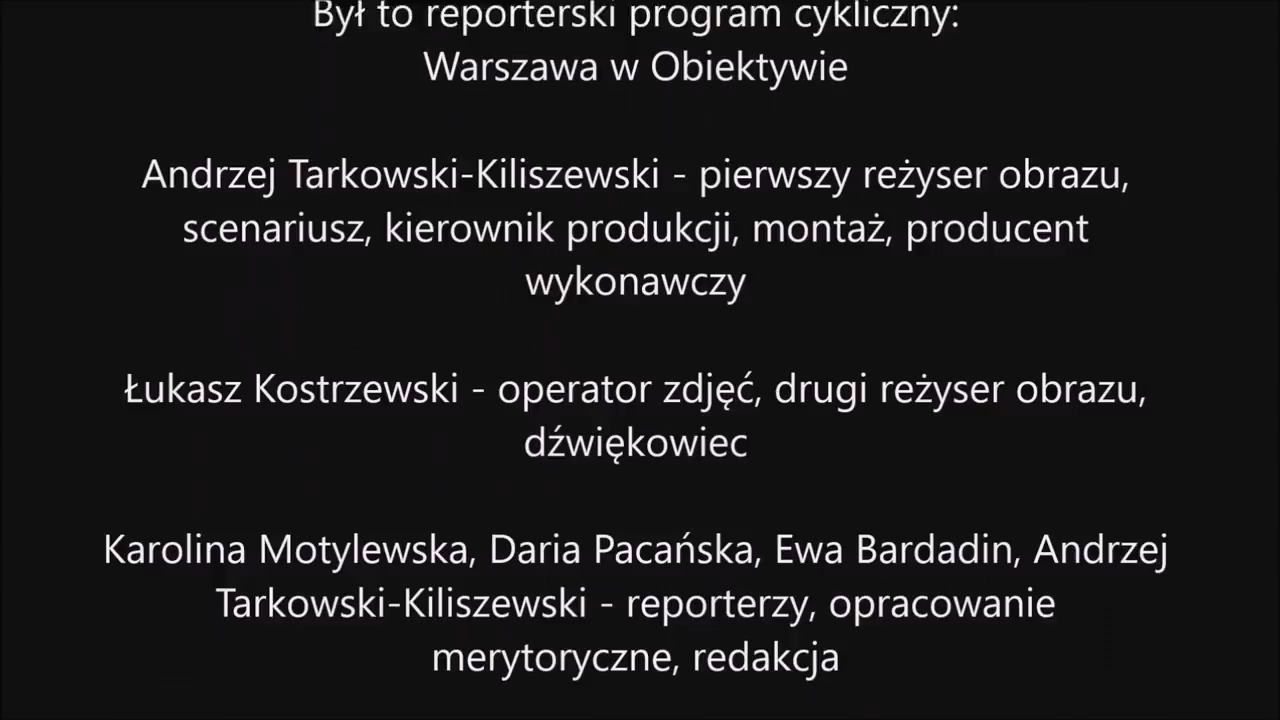 Był to reporterski program cykliczny:
Warszawa w Obiektywie
Andrzej Tarkowski-Kiliszewski - pierwszy reżyser obrazu,
scenariusz, kierownik produkcji, montaż, producent
wykonawczy
Łukasz Kostrzewski - operator zdjęć, drugi reżyser obrazu,
dźwiękowiec
Karolina Motylewska, Daria Pacańska, Ewa Bardadin, Andrzej
Tarkowski-Kiliszewski - reporterzy, opracowanie
merytoryczne, redakcja